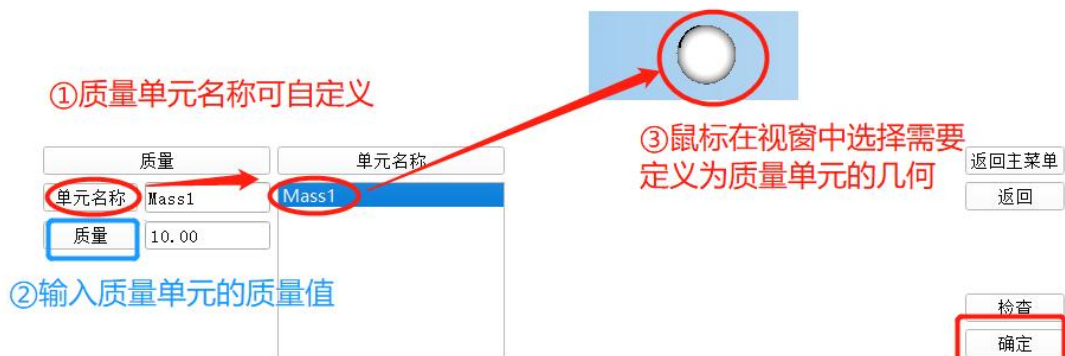 ①质量单元名称可自定义
③鼠标在视窗中选择需要
定义为质量单元的几何
质量
单元名称
返回主菜单
单元名称
Mass1
Mass1
返回
质量
10.00
②输入质量单元的质量值
检查
确定